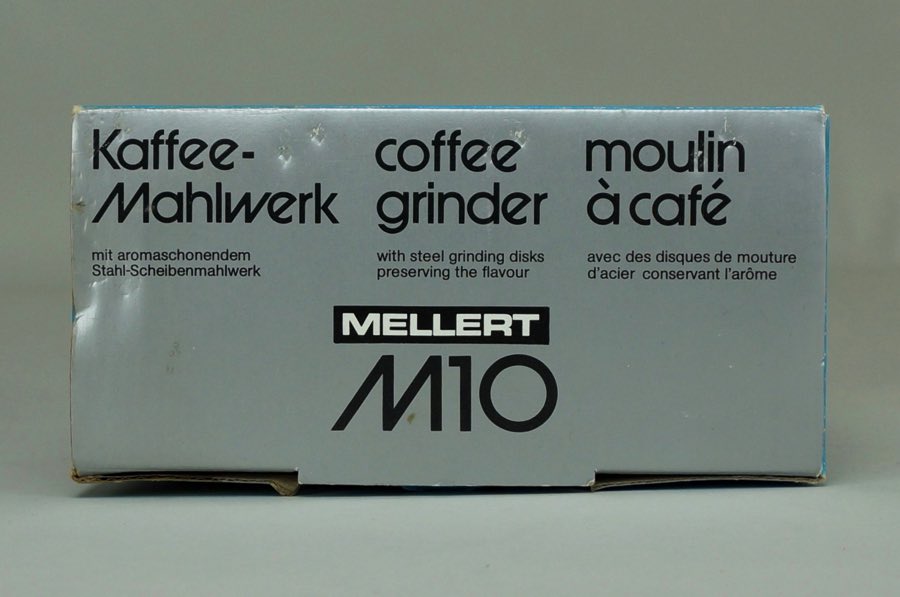 Kaffee-
Mahlwerk
mit aromaschonendem
Stahl-Scheibenmahlwerk
coffee
grinder
with steel grinding disks
preserving the flavour
moulin
à café
avec des disques de mouture
d'acier conservant l'arôme
MELLERT
M10